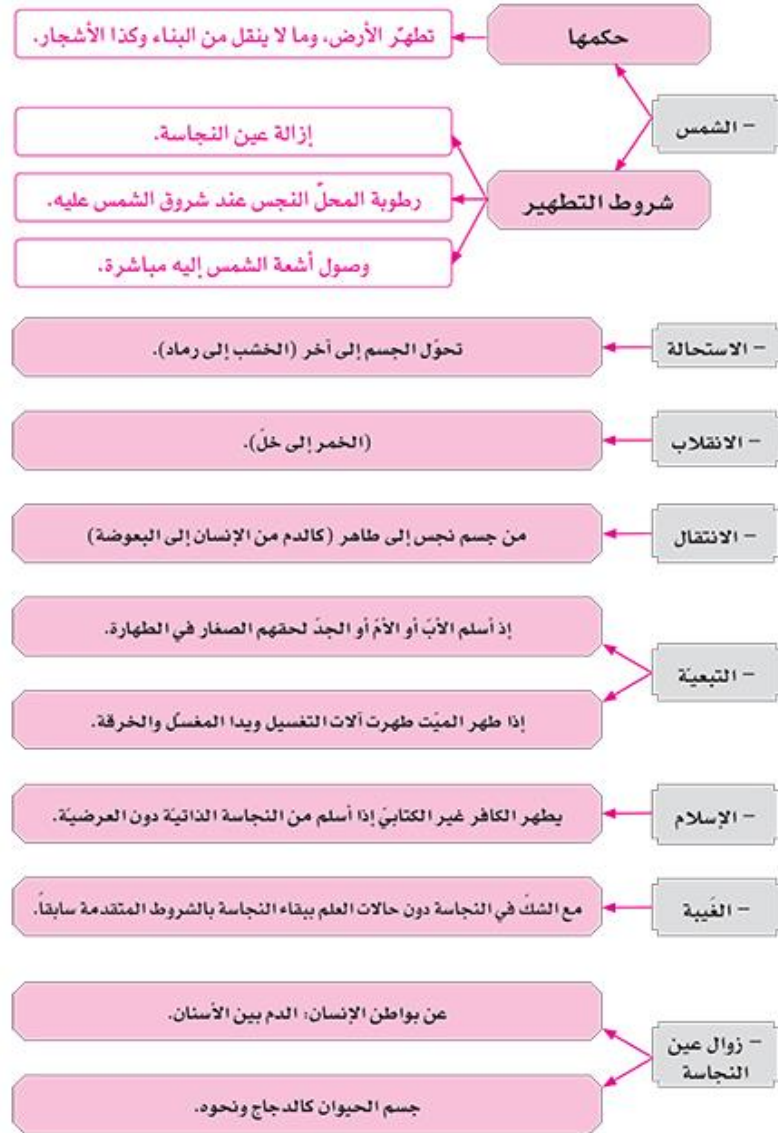 – الشمس
حكمها
تطهّر الأرض، وما لا ينقل من البناء وكذا الأشجار.
شروط التطهير
إزالة عين النجاسة.
رطوبة المحلّ النجس عند شروق الشمس عليه.
وصول أشعة الشمس إليه مباشرة.
– الاستحالة
تحوّل الجسم إلى آخر (الخشب إلى رماد).
– الانقلاب
(الخمر إلى خلّ).
– الانتقال
من جسم نجس إلى طاهر (كالدم من الإنسان إلى البعوضة)
– التبعيّة
إذ أسلم الأبّ أو الأمّ أو الجدّ لحقهم الصغار في الطهارة.
إذا طهر الميّت طهرت آلات التغسيل ويدا المغسّل والخرقة.
– الإسلام
يطهر الكافر غير الكتابيّ إذا أسلم من النجاسة الذاتيّة دون العرضيّة.
– الغَيبة
مع الشكّ في النجاسة دون حالات العلم ببقاء النجاسة بالشروط المتقدمة سابقاً.
– زوال عين
النجاسة
عن بواطن الإنسان: الدم بين الأسنان.
جسم الحيوان كالدجاج ونحوه.